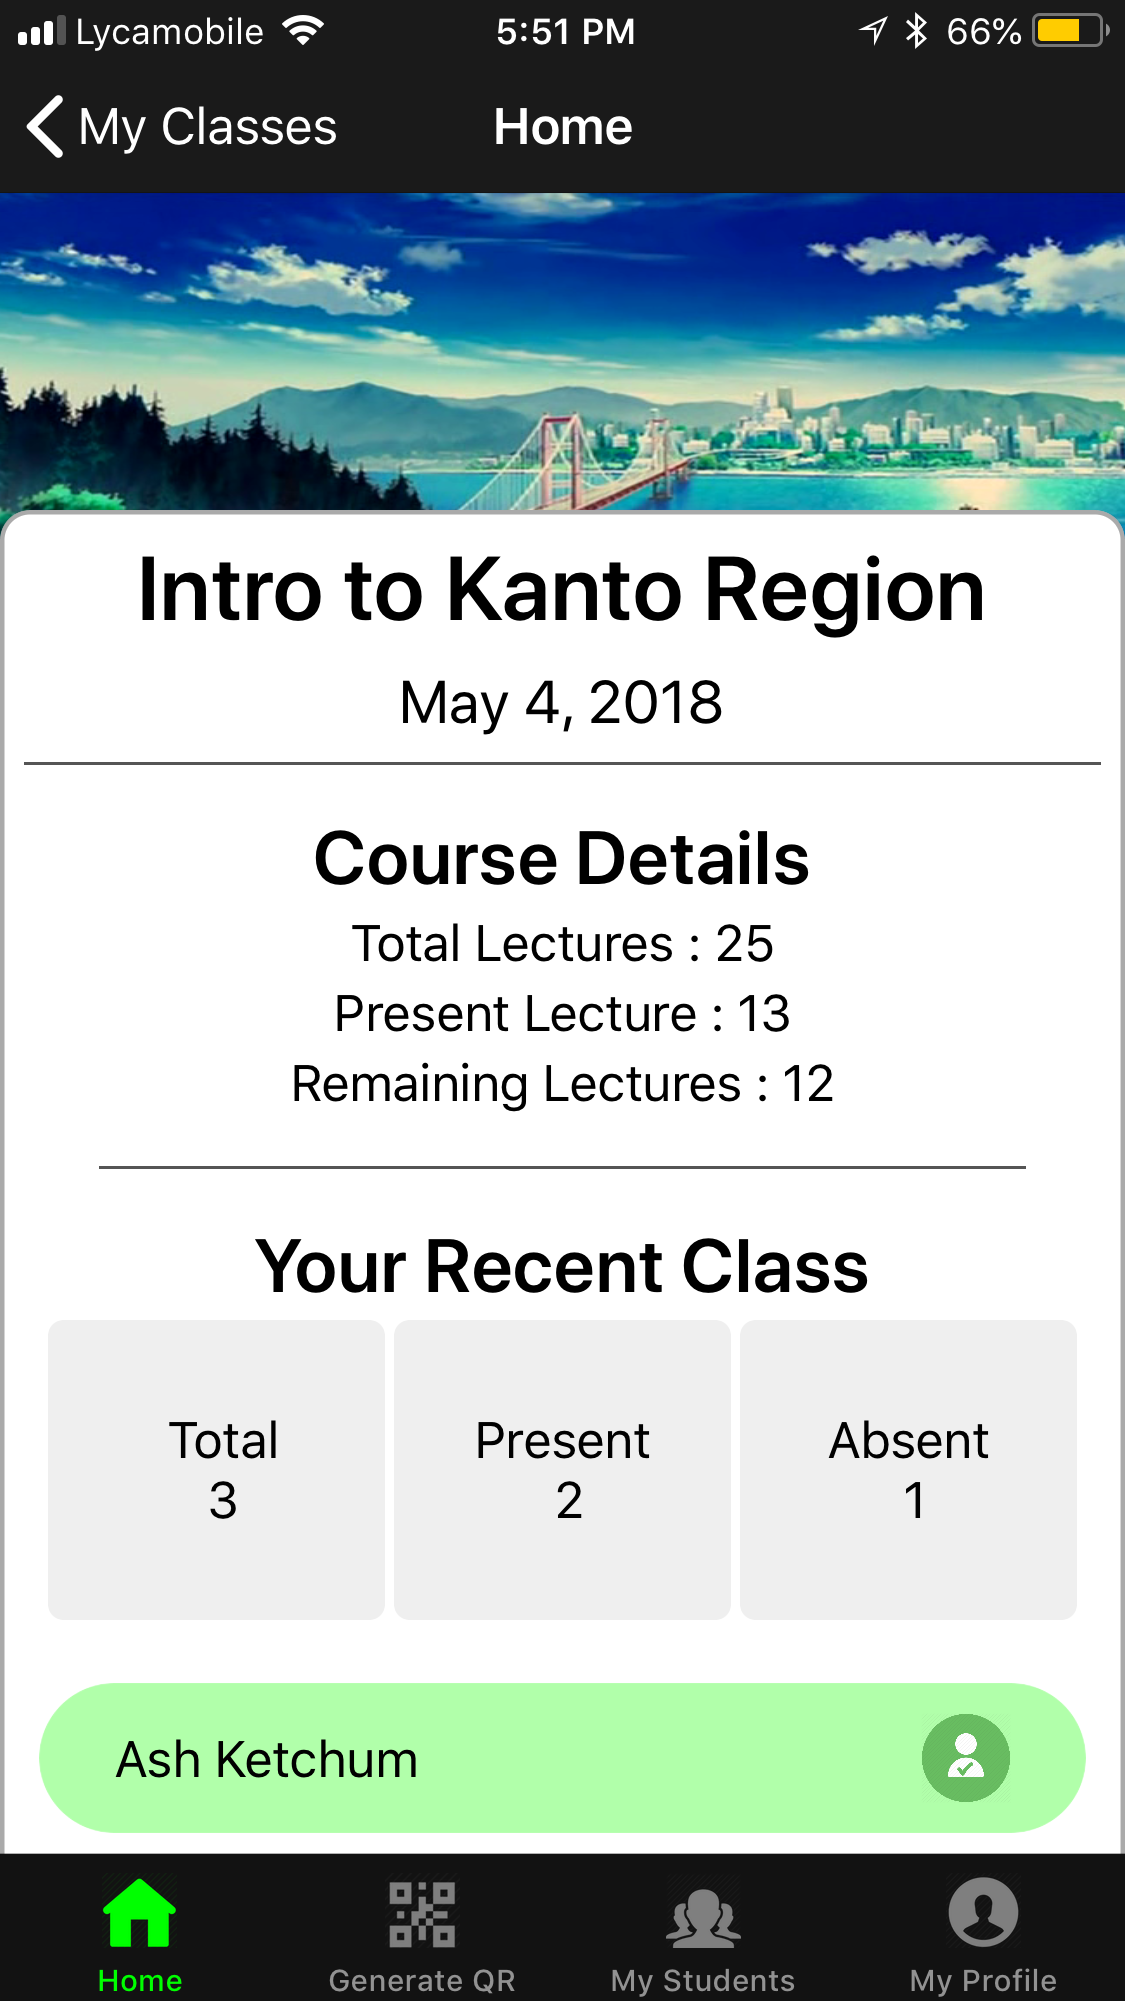 Lycamobile 5:51 PM 66%
My Classes Home
Intro to Kanto Region
May 4, 2018
Course Details
Total Lectures : 25
Present Lecture : 13
Remaining Lectures : 12
Your Recent Class
Total Present Absent
3 2 1
Ash Ketchum
Home Generate QR My Students My Profile